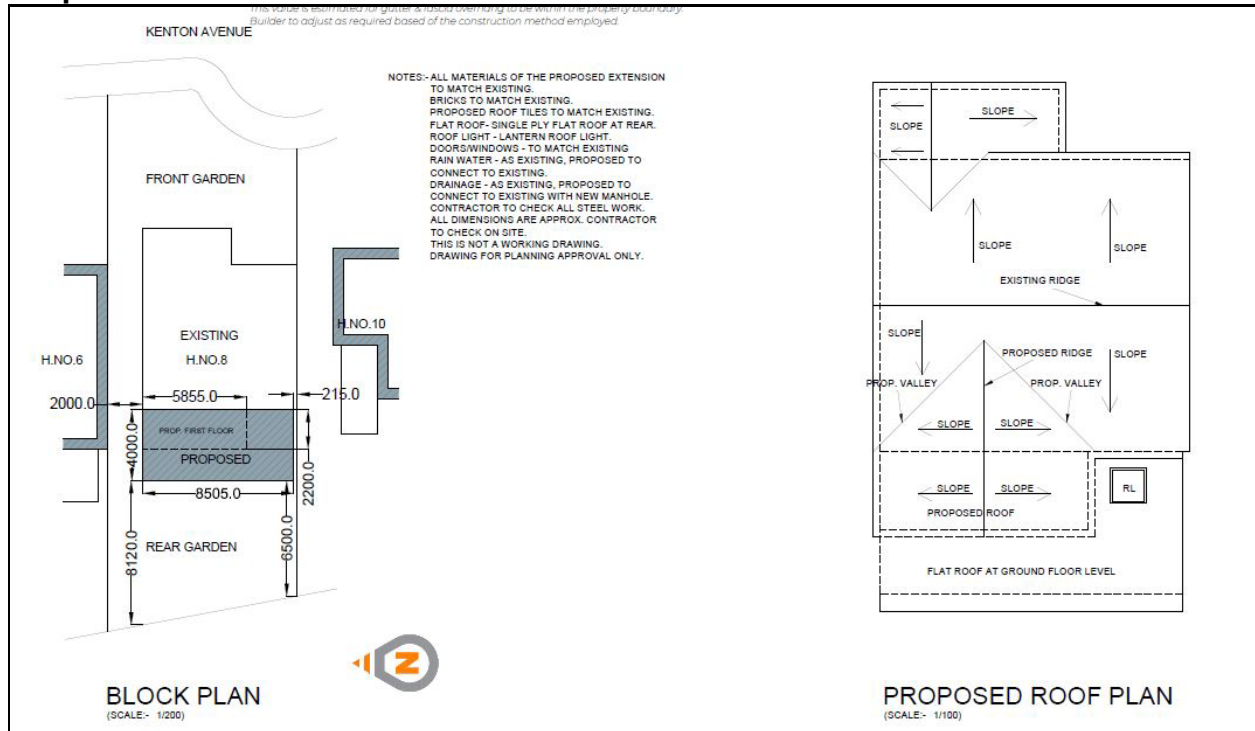 This value is estimated for gutter & fascia overhang to be within the property boundary.
Builder to adjust as required based of the construction method employed.
KENTON AVENUE
NOTES:- ALL MATERIALS OF THE PROPOSED EXTENSION
TO MATCH EXISTING.
BRICKS TO MATCH EXISTING.
PROPOSED ROOF TILES TO MATCH EXISTING.
FLAT ROOF- SINGLE PLY FLAT ROOF AT REAR.
ROOF LIGHT - LANTERN ROOF LIGHT.
DOORS/WINDOWS - TO MATCH EXISTING
RAIN WATER - AS EXISTING, PROPOSED TO
CONNECT TO EXISTING.
DRAINAGE - AS EXISTING, PROPOSED TO
CONNECT TO EXISTING WITH NEW MANHOLE.
CONTRACTOR TO CHECK ALL STEEL WORK.
ALL DIMENSIONS ARE APPROX. CONTRACTOR
TO CHECK ON SITE.
THIS IS NOT A WORKING DRAWING.
DRAWING FOR PLANNING APPROVAL ONLY.
FRONT GARDEN
EXISTING
H.NO.8
H.NO.6
H.NO.10
2000.0
5855.0
215.0
PROP. FIRST FLOOR
PROPOSED
4000.0
2200.0
8505.0
8120.0
6500.0
REAR GARDEN
N
BLOCK PLAN
(SCALE:- 1/200)
SLOPE
SLOPE
SLOPE
SLOPE
EXISTING RIDGE
SLOPE
PROPOSED RIDGE
SLOPE
PROP. VALLEY
PROP. VALLEY
SLOPE
SLOPE
SLOPE
SLOPE
RL
PROPOSED ROOF
FLAT ROOF AT GROUND FLOOR LEVEL
PROPOSED ROOF PLAN
(SCALE:- 1/100)